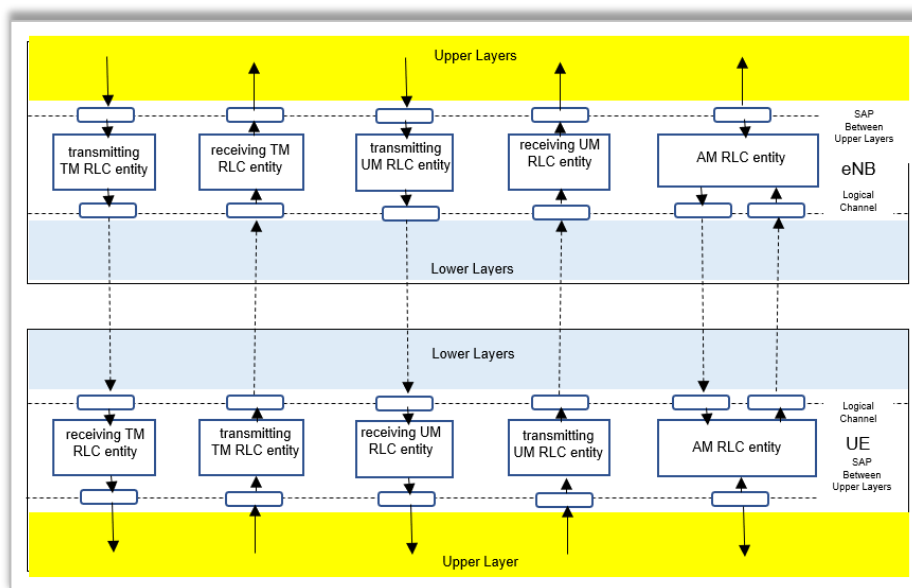 Upper Layers
SAP
Between
Upper Layers
transmitting
TM RLC entity
receiving TM
RLC entity
transmitting
UM RLC entity
receiving UM
RLC entity
AM RLC entity
eNB
Logical
Channel
Lower Layers
Lower Layers
Logical
Channel
receiving TM
RLC entity
transmitting
TM RLC entity
receiving UM
RLC entity
transmitting
UM RLC entity
AM RLC entity
UE
SAP
Between
Upper Layers
Upper Layer